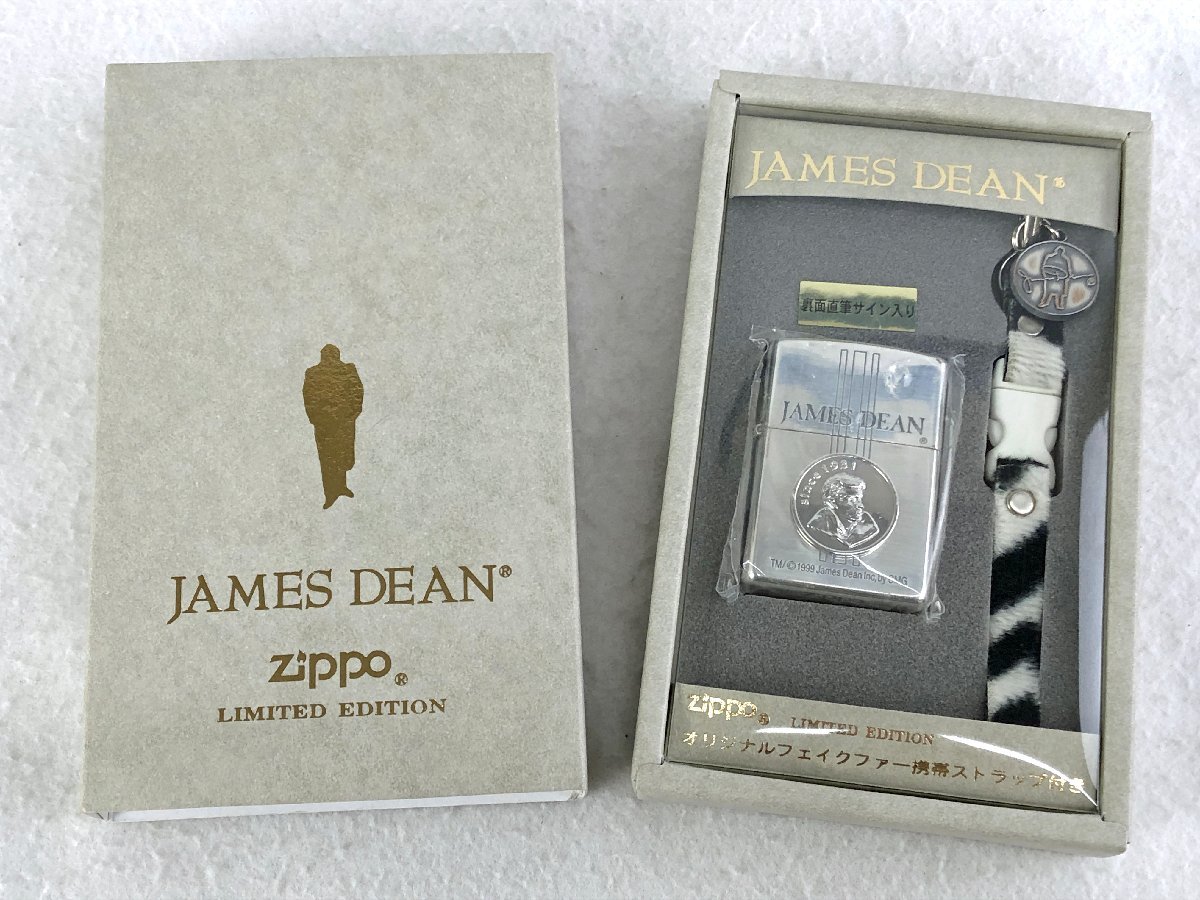 JAMES DEAN®
zippo®
LIMITED EDITION
JAMES DEAN®
裏面直筆サイン入り
JAMES DEAN®
since 1931
TM/©1999 James Dean Inc, by CMG
zippo®
LIMITED EDITION
オリジナルフェイクファー携帯ストラップ付き